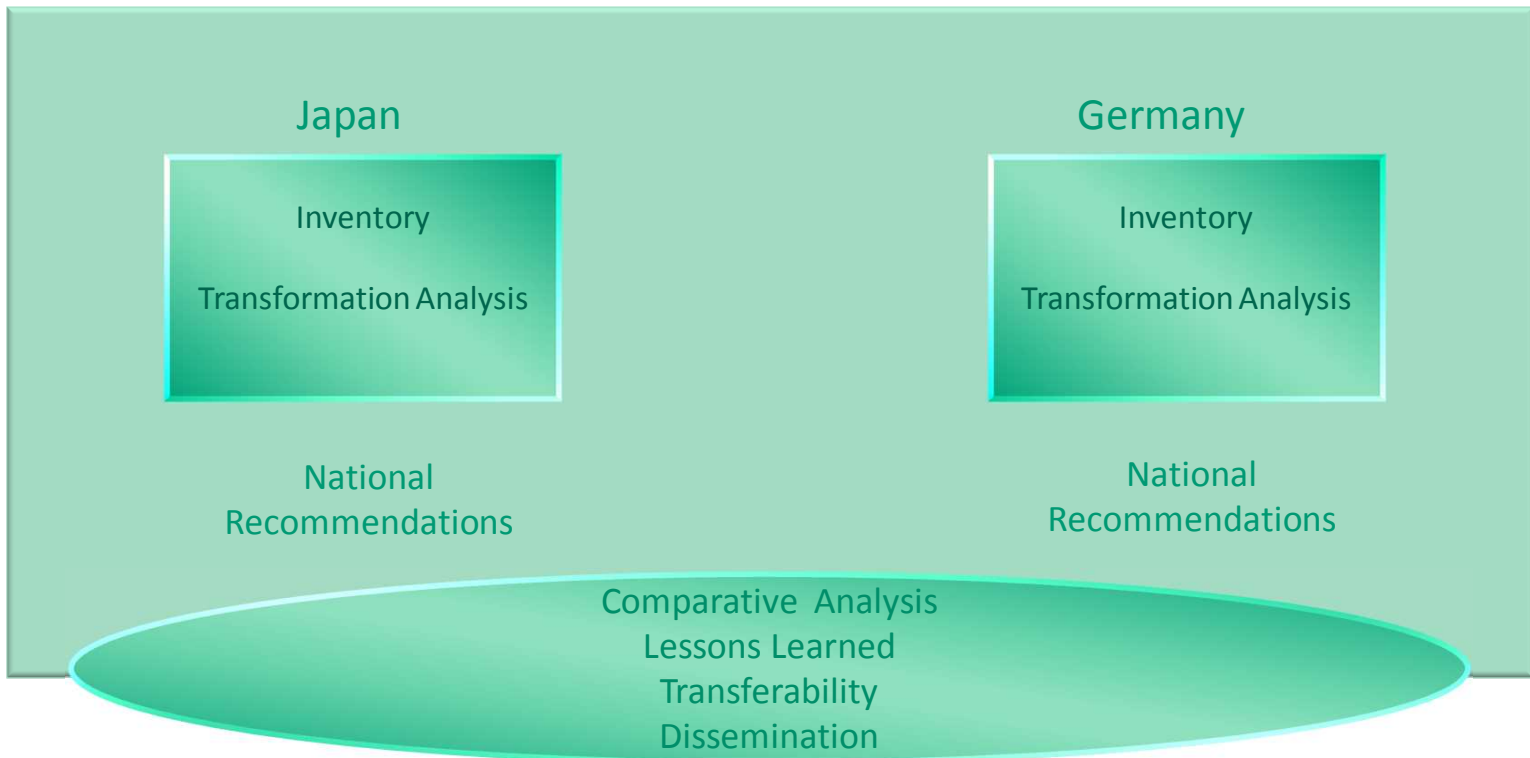 Japan
Inventory
Transformation Analysis
National
Recommendations
Germany
Inventory
Transformation Analysis
National
Recommendations
Comparative Analysis
Lessons Learned
Transferability
Dissemination